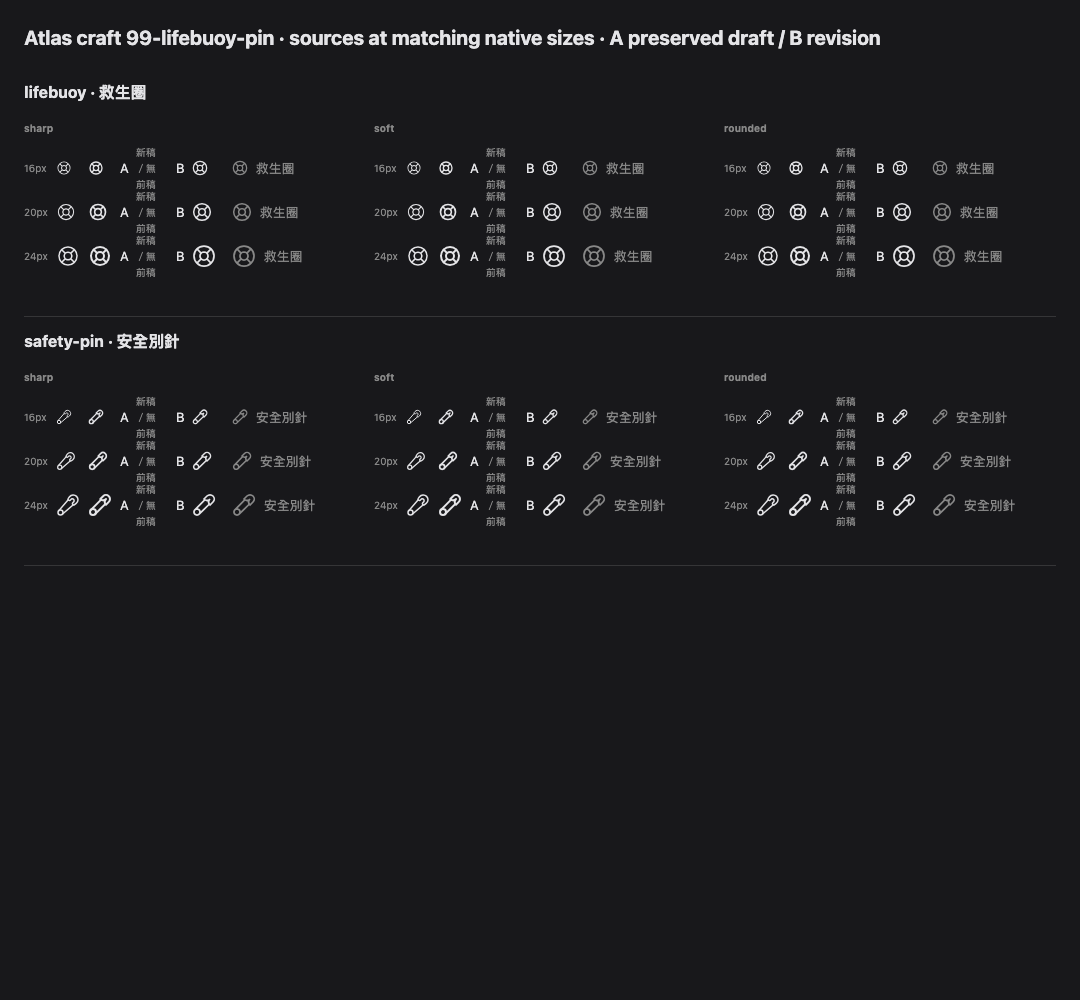 Atlas craft 99-lifebuoy-pin · sources at matching native sizes · A preserved draft / B revision
lifebuoy · 救生圈
sharp
16px A 新稿 / 無前稿 B 救生圈
20px A 新稿 / 無前稿 B 救生圈
24px A 新稿 / 無前稿 B 救生圈
soft
16px A 新稿 / 無前稿 B 救生圈
20px A 新稿 / 無前稿 B 救生圈
24px A 新稿 / 無前稿 B 救生圈
rounded
16px A 新稿 / 無前稿 B 救生圈
20px A 新稿 / 無前稿 B 救生圈
24px A 新稿 / 無前稿 B 救生圈
safety-pin · 安全別針
sharp
16px A 新稿 / 無前稿 B 安全別針
20px A 新稿 / 無前稿 B 安全別針
24px A 新稿 / 無前稿 B 安全別針
soft
16px A 新稿 / 無前稿 B 安全別針
20px A 新稿 / 無前稿 B 安全別針
24px A 新稿 / 無前稿 B 安全別針
rounded
16px A 新稿 / 無前稿 B 安全別針
20px A 新稿 / 無前稿 B 安全別針
24px A 新稿 / 無前稿 B 安全別針